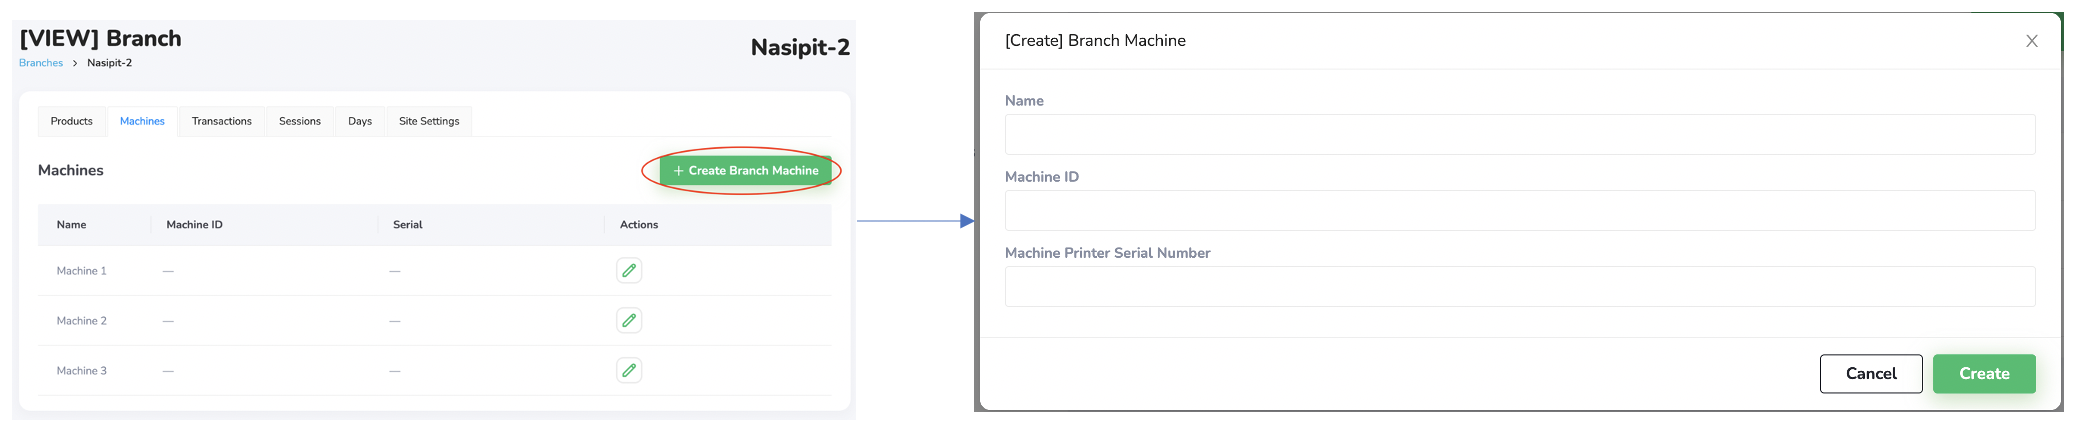 [VIEW] Branch
Nasipit-2
Branches > Nasipit-2
Products Machines Transactions Sessions Days Site Settings
Machines
+ Create Branch Machine
Name Machine ID Serial Actions
Machine 1 — —
Machine 2 — —
Machine 3 — —
[Create] Branch Machine
X
Name
Machine ID
Machine Printer Serial Number
Cancel Create